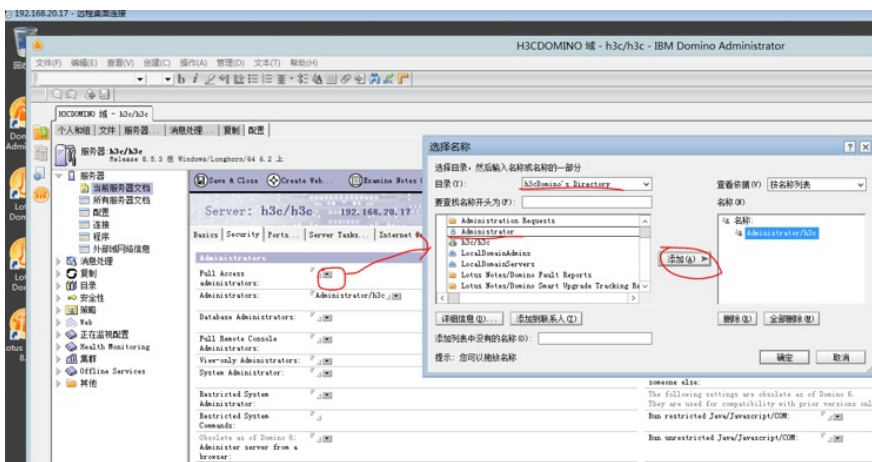 192.168.20.17 - 远程桌面连接
H3CDOMINO 域 - h3c/h3c - IBM Domino Administrator
文件(F) 编辑(E) 查看(V) 创建(C) 操作(A) 管理(D) 文本(T) 帮助(H)
H3CDOMINO 域 - h3c/h3c
个人和组 文件 服务器... 消息处理... 复制 配置
服务器: h3c/h3c
Release 8.5.3 在 Windows/Longhorn/64 6.2 上
服务器
当前服务器文档
所有服务器文档
配置
连接
程序
外部域网络信息
消息处理
复制
目录
安全性
策略
Web
正在监视配置
Health Monitoring
集群
Offline Services
其他
Save & Close Create Web... Examine Notes
Server: h3c/h3c 192.168.20.17
Basics Security Ports... Server Tasks... Internet
Administrators
Full Access administrators:
Administrators: Administrator/h3c
Database Administrators:
Full Remote Console Administrators:
View-only Administrators:
System Administrator:
Restricted System Administrator:
Restricted System Commands:
Obsolete as of Domino 6:
Administer server from a browser:
选择名称
选择目录，然后输入名称或名称的一部分
目录(Y): h3cDomino's Directory
查看依据(V) 按名称列表
要查找名称开头为(P):
名称(N)
Administration Requests
Administrator
h3c/h3c
LocalDomainAdmins
LocalDomainServers
Lotus Notes/Domino Fault Reports
Lotus Notes/Domino Smart Upgrade Tracking Re
添加(A)
名称:
Administrator/h3c
详细信息(D)... 添加到联系人(T)
删除(R) 全部删除(M)
添加列表中没有的名称(O):
提示: 您可以拖放名称
确定 取消
someone else:
The following settings are obsolete as of Domino 6.
They are used for compatibility with prior versions onl
Run restricted Java/Javascript/COM:
Run unrestricted Java/Javascript/COM: